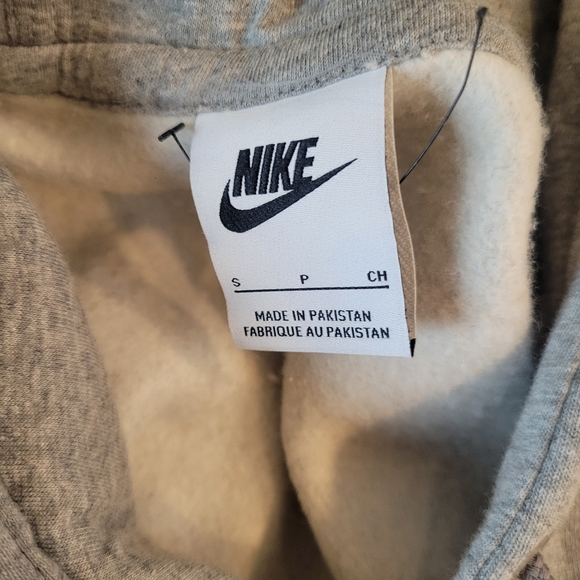 NIKE
S P CH
MADE IN PAKISTAN
FABRIQUE AU PAKISTAN